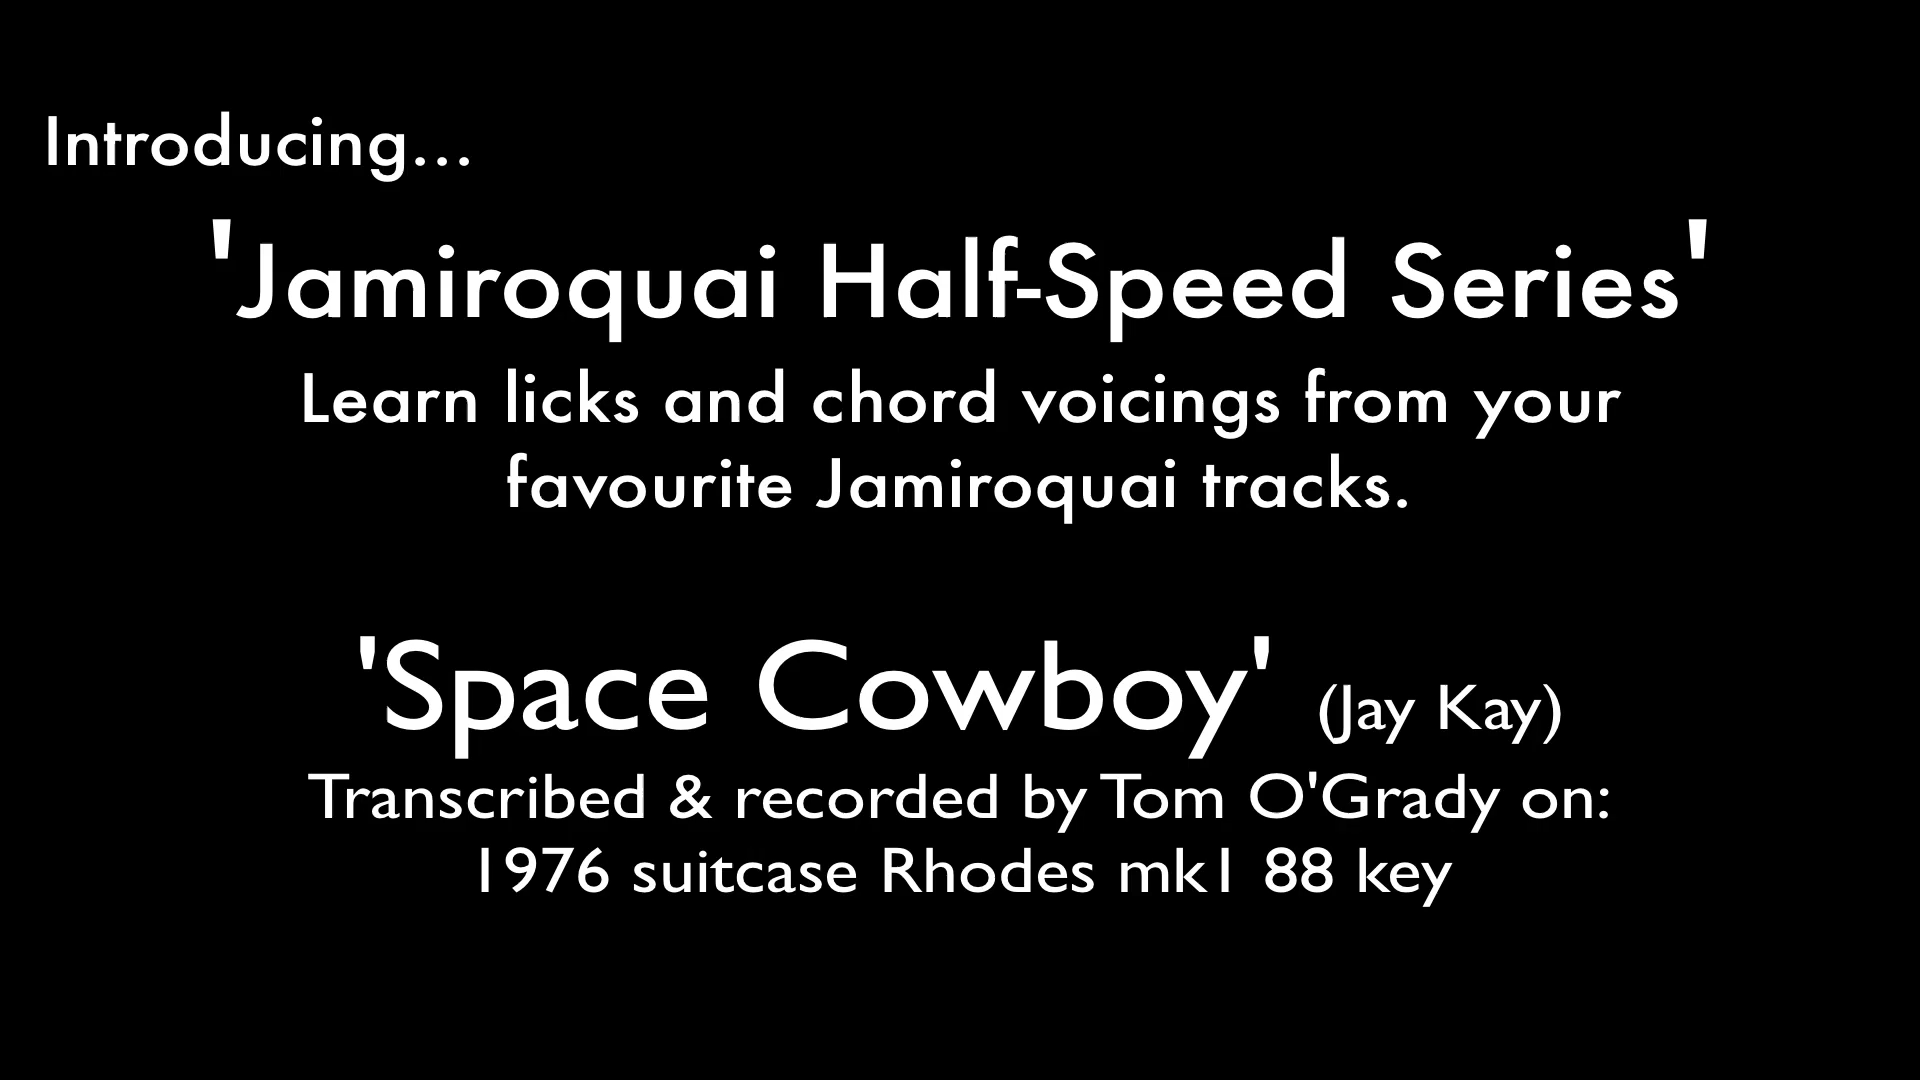 Introducing...
'Jamiroquai Half-Speed Series'
Learn licks and chord voicings from your
favourite Jamiroquai tracks.
'Space Cowboy' (Jay Kay)
Transcribed & recorded by Tom O'Grady on:
1976 suitcase Rhodes mk1 88 key